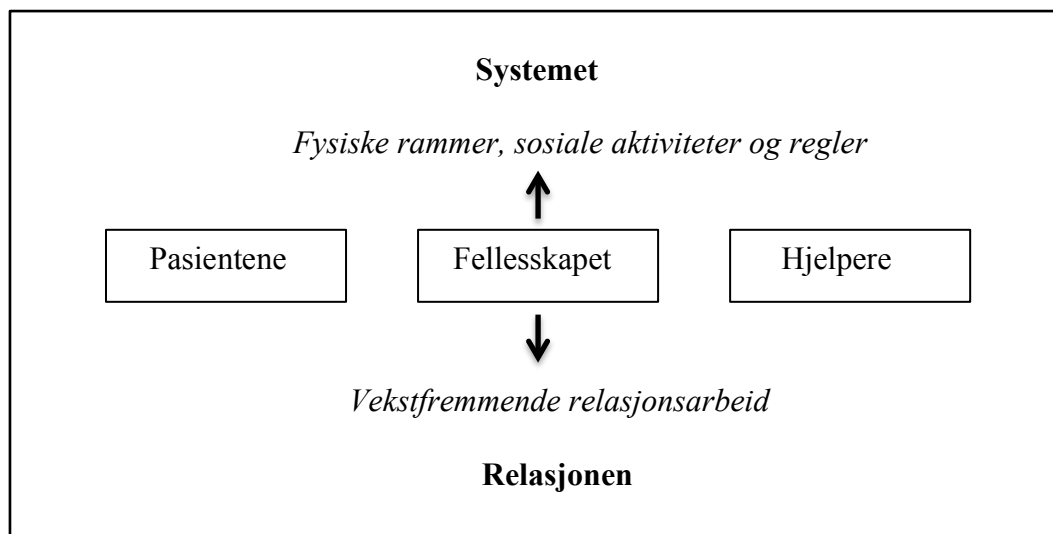 Systemet
Fysiske rammer, sosiale aktiviteter og regler
Pasientene Fellesskapet Hjelpere
Vekstfremmende relasjonsarbeid
Relasjonen